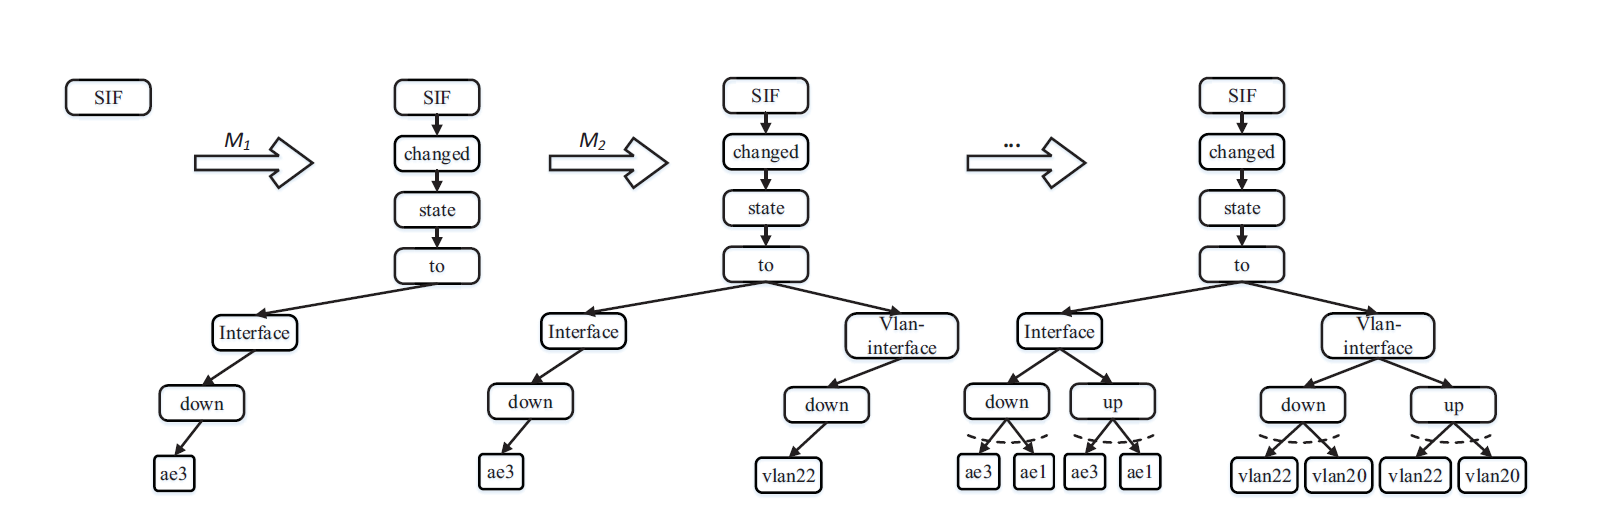 SIF
SIF
SIF
SIF
M1
M2
...
changed
changed
changed
state
state
state
to
to
to
Interface
Interface
Vlan-
interface
Interface
Vlan-
interface
down
down
down
down
up
down
up
ae3
ae3
vlan22
ae3
ae1
ae3
ae1
vlan22
vlan20
vlan22
vlan20